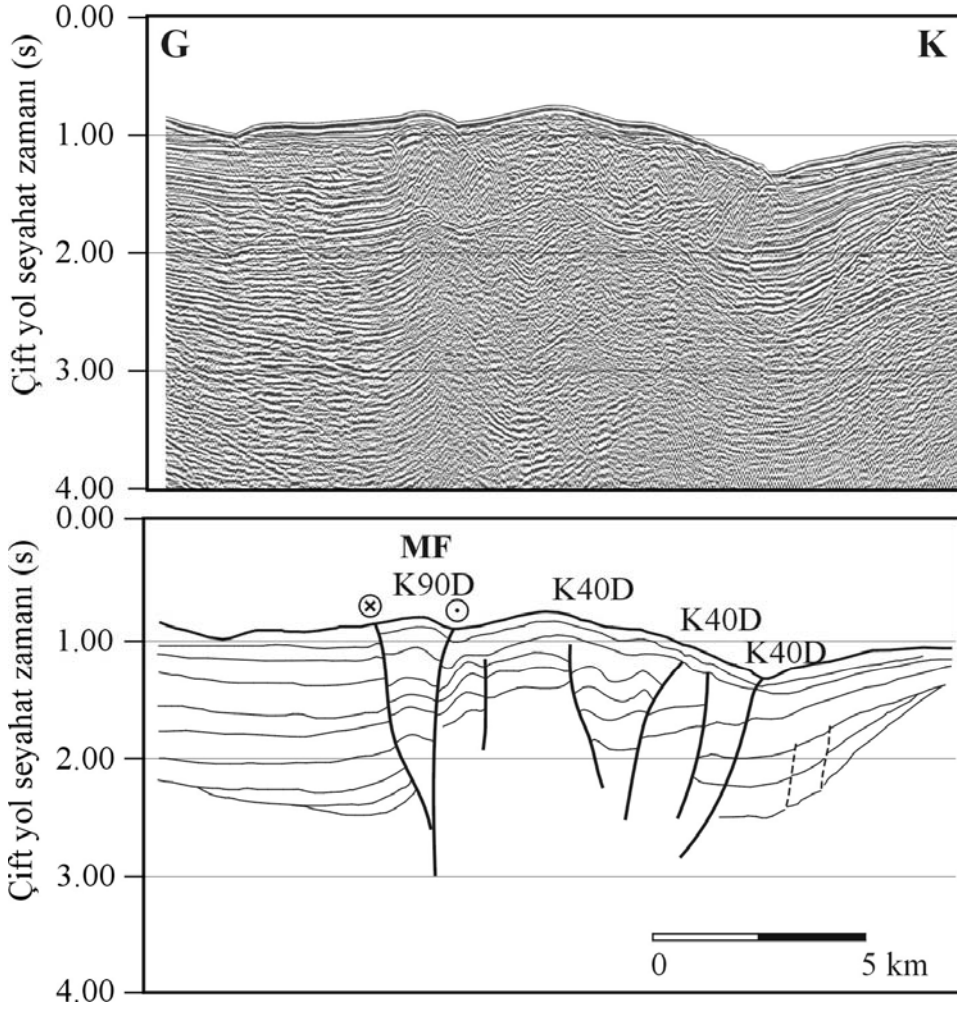 0.00
G K
Çift yol seyahat zamanı (s)
1.00
2.00
3.00
4.00
0.00
Çift yol seyahat zamanı (s)
MF
K90D K40D
K40D
1.00
K40D
2.00
3.00
0 5 km
4.00